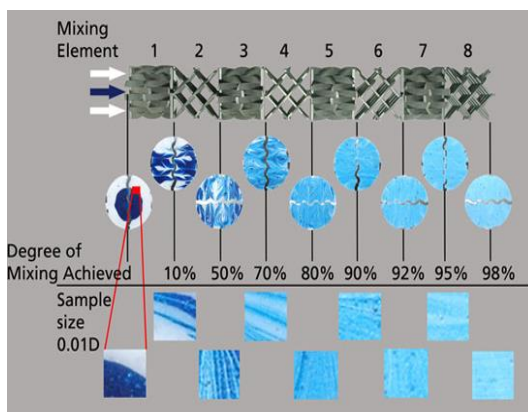 Mixing
Element 1 2 3 4 5 6 7 8
Degree of
Mixing Achieved 10% 50% 70% 80% 90% 92% 95% 98%
Sample
size
0.01D